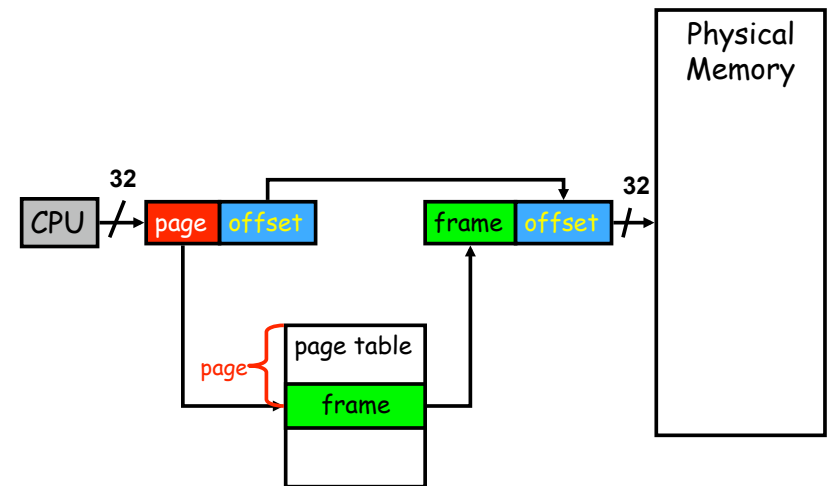 Physical
Memory
32
32
CPU
page offset
frame offset
page table
page
frame